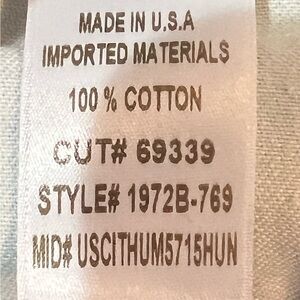 MADE IN U.S.A
IMPORTED MATERIALS
100 % COTTON
CUT# 69339
STYLE# 1972B-769
MID# USCITHUM5715HUN